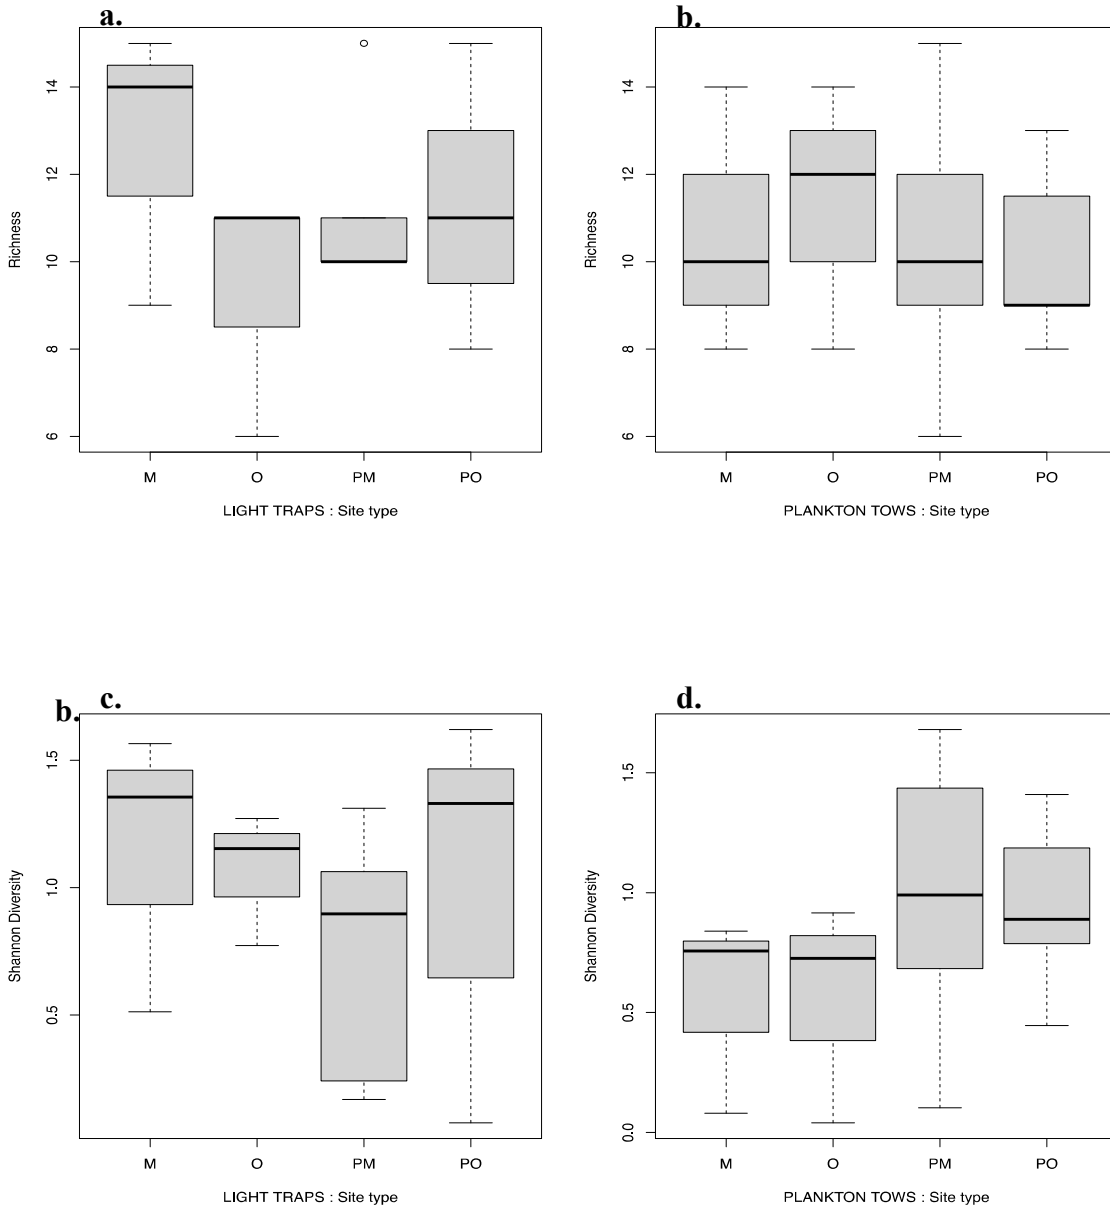 a.
b.
14
12
10
8
6
Richness
M O PM PO
LIGHT TRAPS : Site type
14
12
10
8
6
Richness
M O PM PO
PLANKTON TOWS : Site type
b. c.
d.
1.5
1.0
0.5
Shannon Diversity
M O PM PO
LIGHT TRAPS : Site type
1.5
1.0
0.5
0.0
Shannon Diversity
M O PM PO
PLANKTON TOWS : Site type